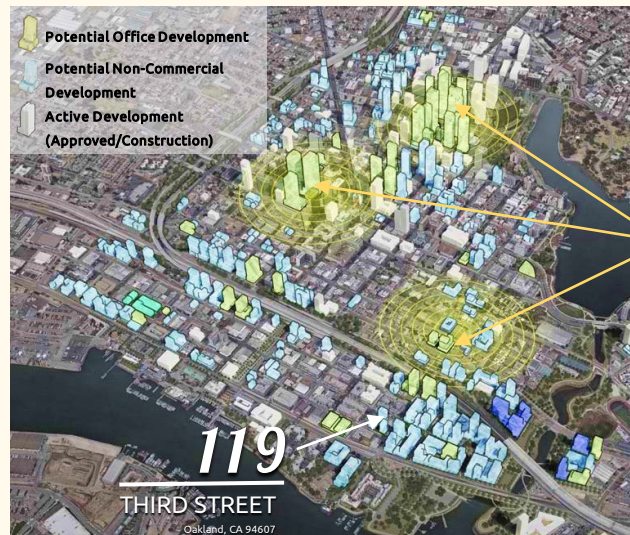 Potential Office Development
Potential Non-Commercial
Development
Active Development
(Approved/Construction)
119
THIRD STREET
Oakland, CA 94607